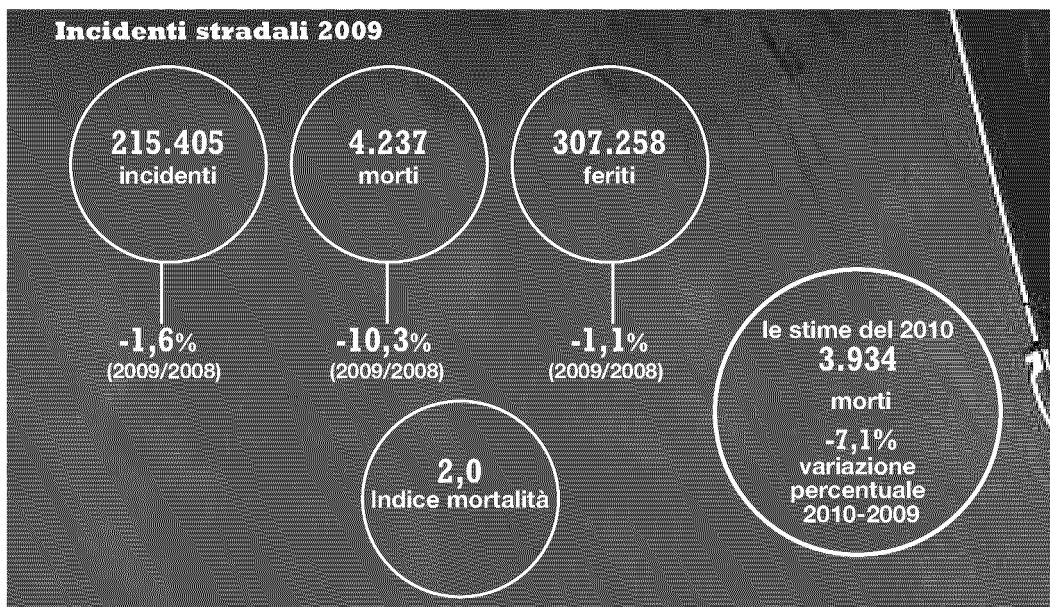 Incidenti stradali 2009
215.405
incidenti
4.237
morti
307.258
feriti
-1,6%
(2009/2008)
-10,3%
(2009/2008)
-1,1%
(2009/2008)
2,0
Indice mortalità
le stime del 2010
3.934
morti
-7,1%
variazione
percentuale
2010-2009